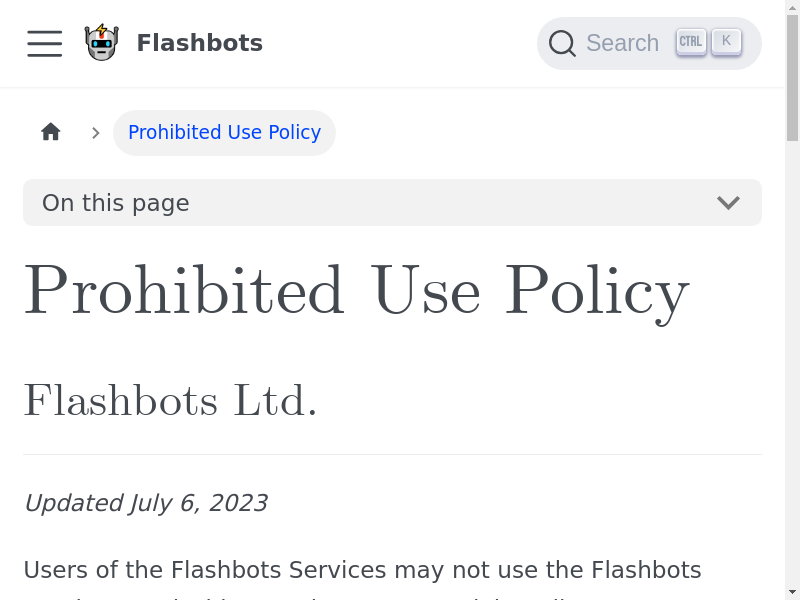 Flashbots
Search CTRL K
Prohibited Use Policy
On this page
Prohibited Use Policy
Flashbots Ltd.
Updated July 6, 2023
Users of the Flashbots Services may not use the Flashbots